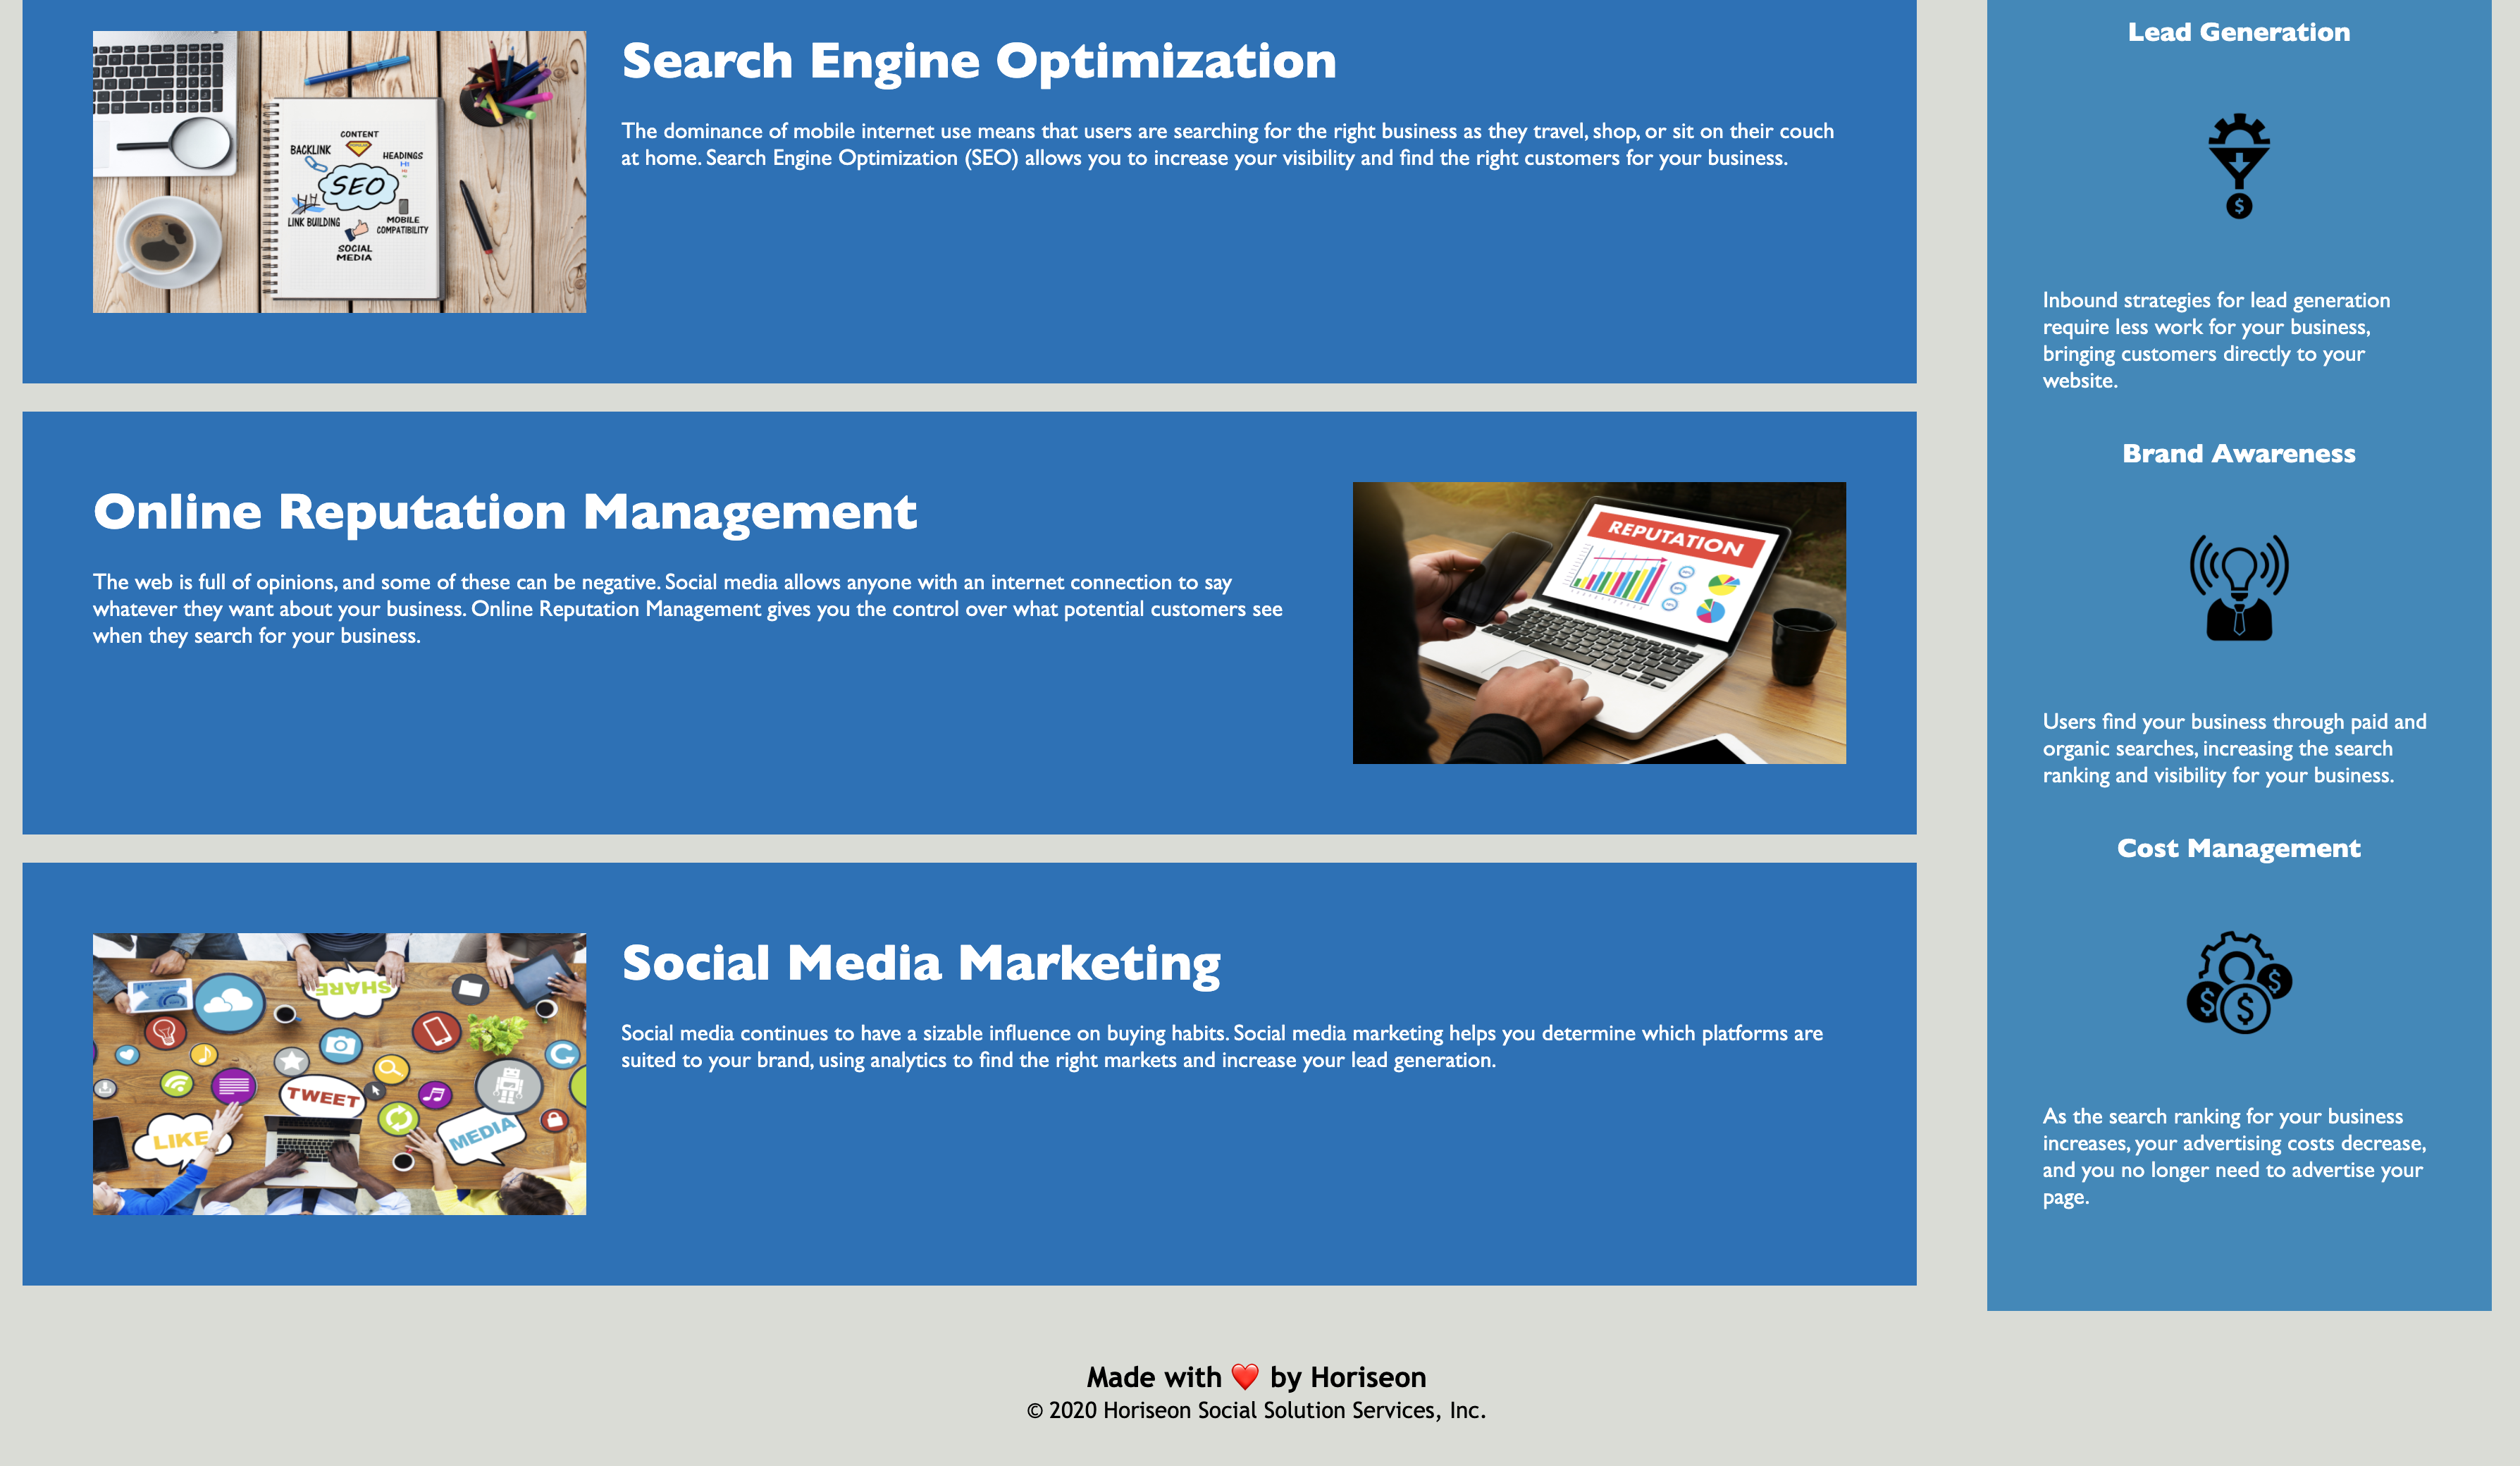 Search Engine Optimization
The dominance of mobile internet use means that users are searching for the right business as they travel, shop, or sit on their couch
at home. Search Engine Optimization (SEO) allows you to increase your visibility and find the right customers for your business.
CONTENT
BACKLINK
HEADINGS
H1
SEO
LINK BUILDING
MOBILE
COMPATIBILITY
SOCIAL
MEDIA
Online Reputation Management
The web is full of opinions, and some of these can be negative. Social media allows anyone with an internet connection to say
whatever they want about your business. Online Reputation Management gives you the control over what potential customers see
when they search for your business.
REPUTATION
Social Media Marketing
Social media continues to have a sizable influence on buying habits. Social media marketing helps you determine which platforms are
suited to your brand, using analytics to find the right markets and increase your lead generation.
SHARE
TWEET
LIKE
MEDIA
Lead Generation
$
Inbound strategies for lead generation
require less work for your business,
bringing customers directly to your
website.
Brand Awareness
Users find your business through paid and
organic searches, increasing the search
ranking and visibility for your business.
Cost Management
$ $ $
As the search ranking for your business
increases, your advertising costs decrease,
and you no longer need to advertise your
page.
Made with ❤️ by Horiseon
© 2020 Horiseon Social Solution Services, Inc.